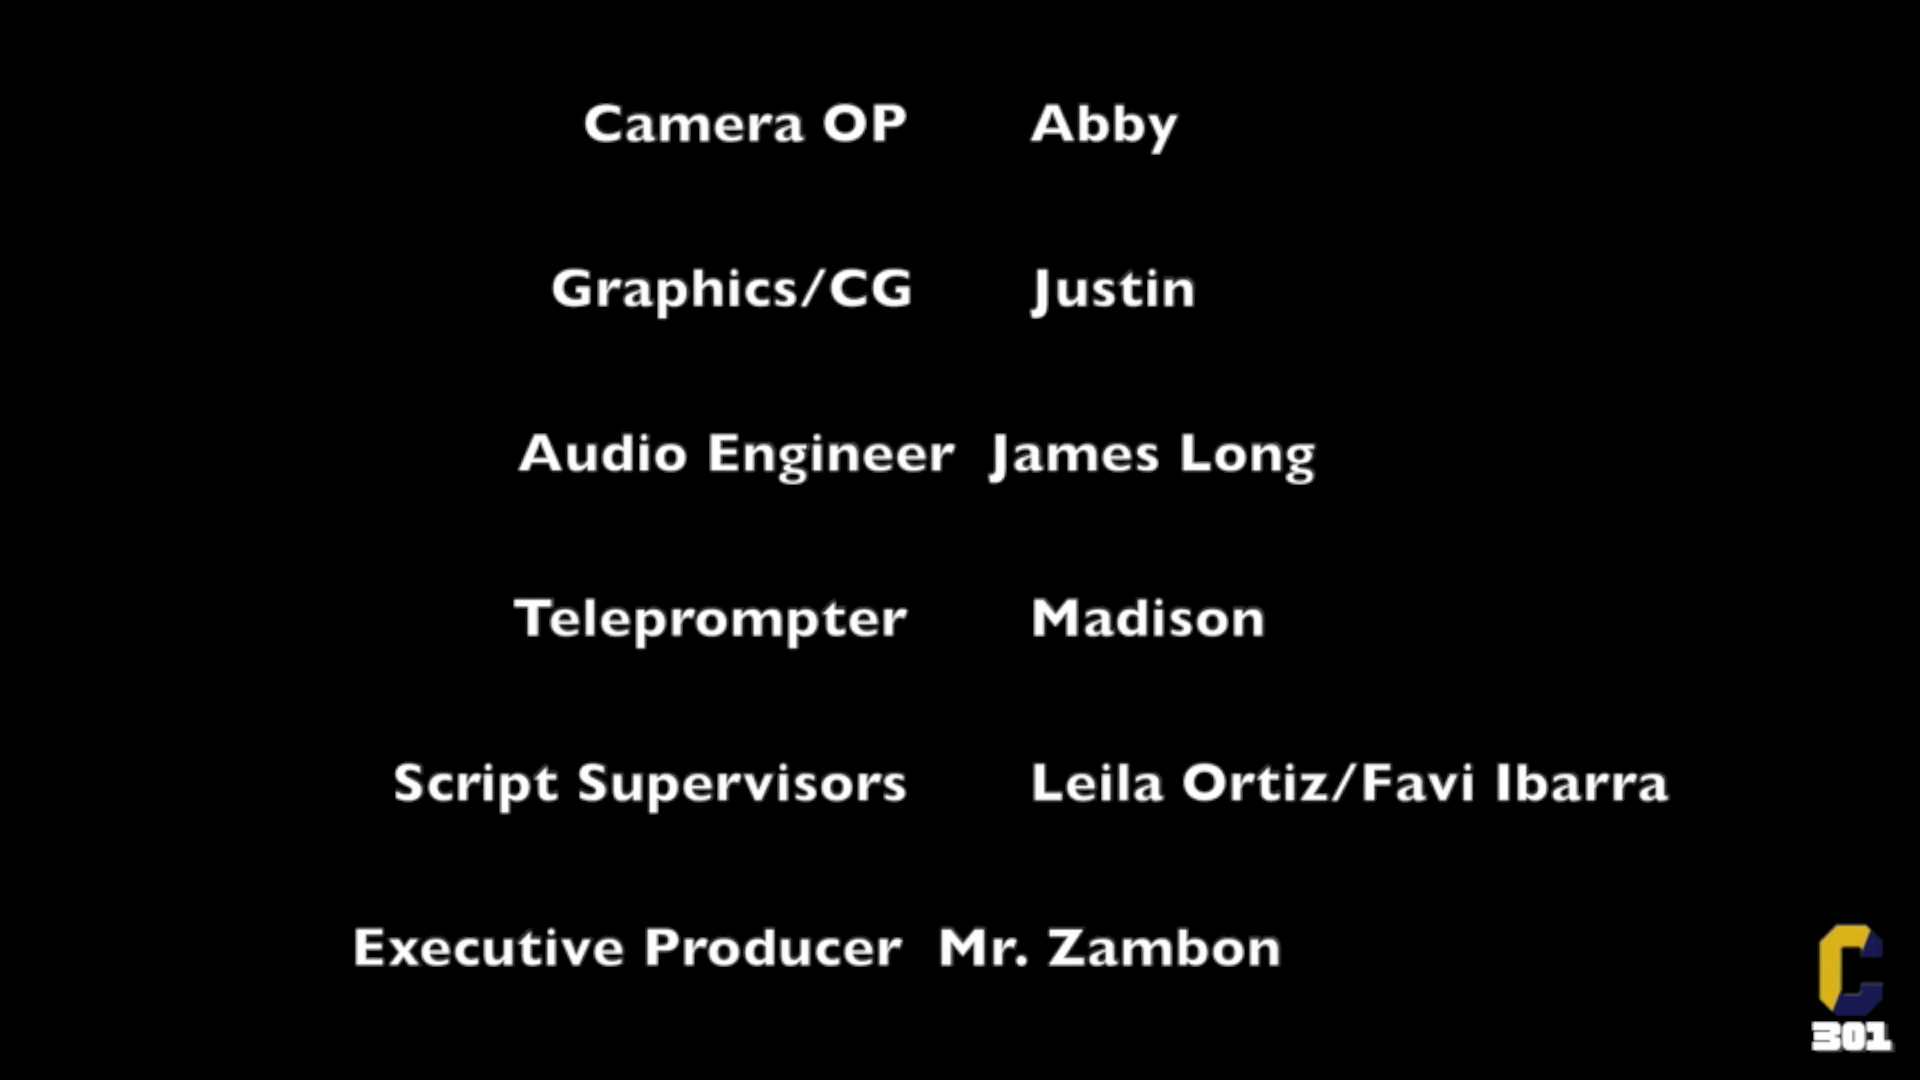 Camera OP Abby
Graphics/CG Justin
Audio Engineer James Long
Teleprompter Madison
Script Supervisors Leila Ortiz/Favi Ibarra
Executive Producer Mr. Zambon
C
301